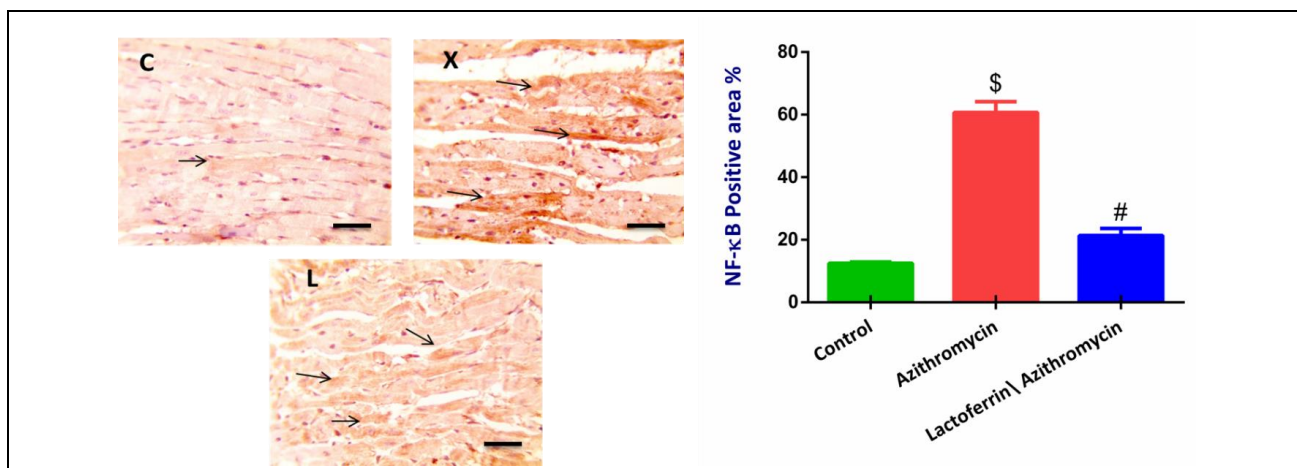 C
X
L
NF-κB Positive area %
80
60
40
20
0
$
#
Control
Azithromycin
Lactoferrin\ Azithromycin